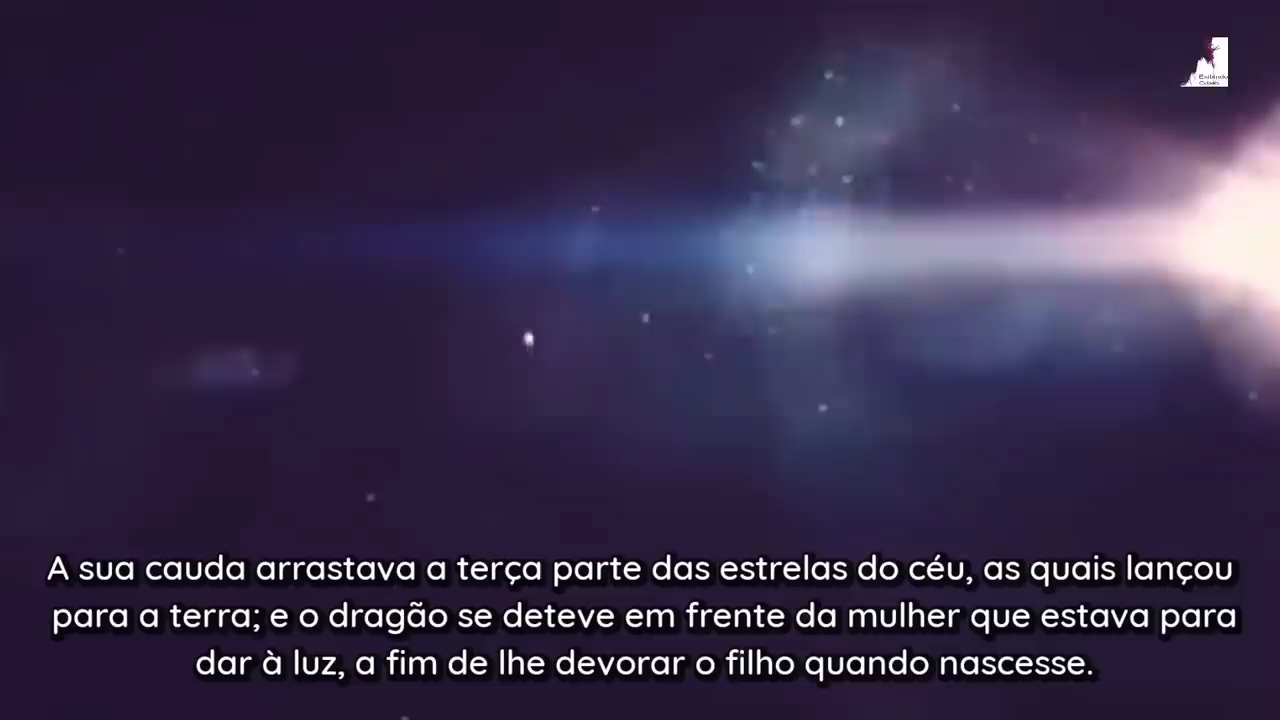 A sua cauda arrastava a terça parte das estrelas do céu, as quais lançou
para a terra; e o dragão se deteve em frente da mulher que estava para
dar à luz, a fim de lhe devorar o filho quando nascesse.